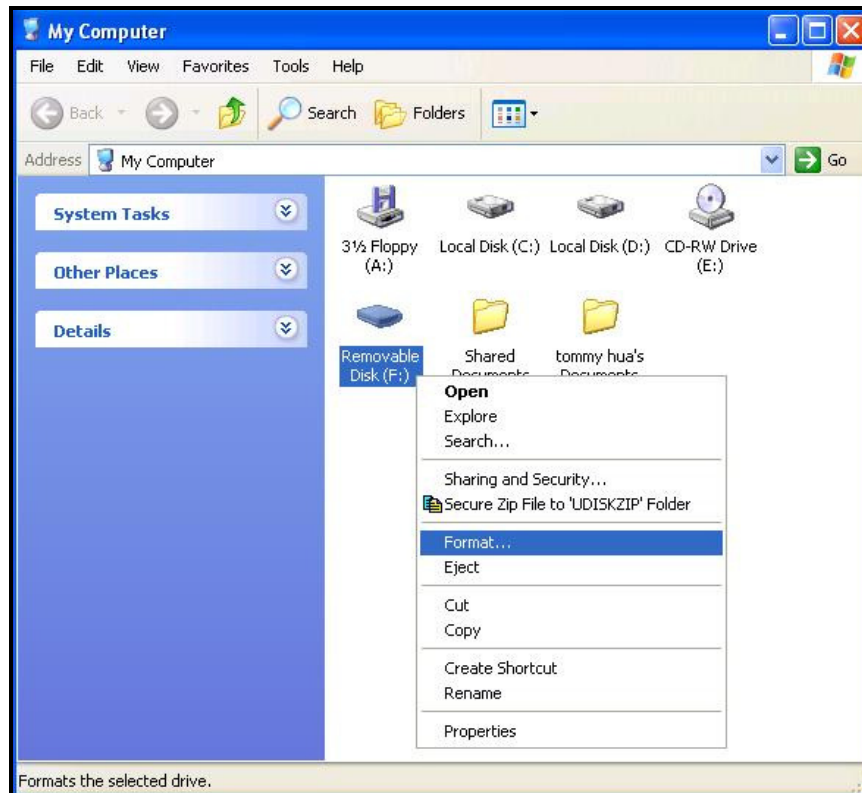 My Computer
File Edit View Favorites Tools Help
Back Search Folders
Address My Computer Go
System Tasks
Other Places
Details
3½ Floppy
(A:)
Local Disk (C:)
Local Disk (D:)
CD-RW Drive
(E:)
Removable
Disk (F:)
Shared
Documents
tommy hua's
Documents
Open
Explore
Search...
Sharing and Security...
Secure Zip File to 'UDISKZIP' Folder
Format...
Eject
Cut
Copy
Create Shortcut
Rename
Properties
Formats the selected drive.